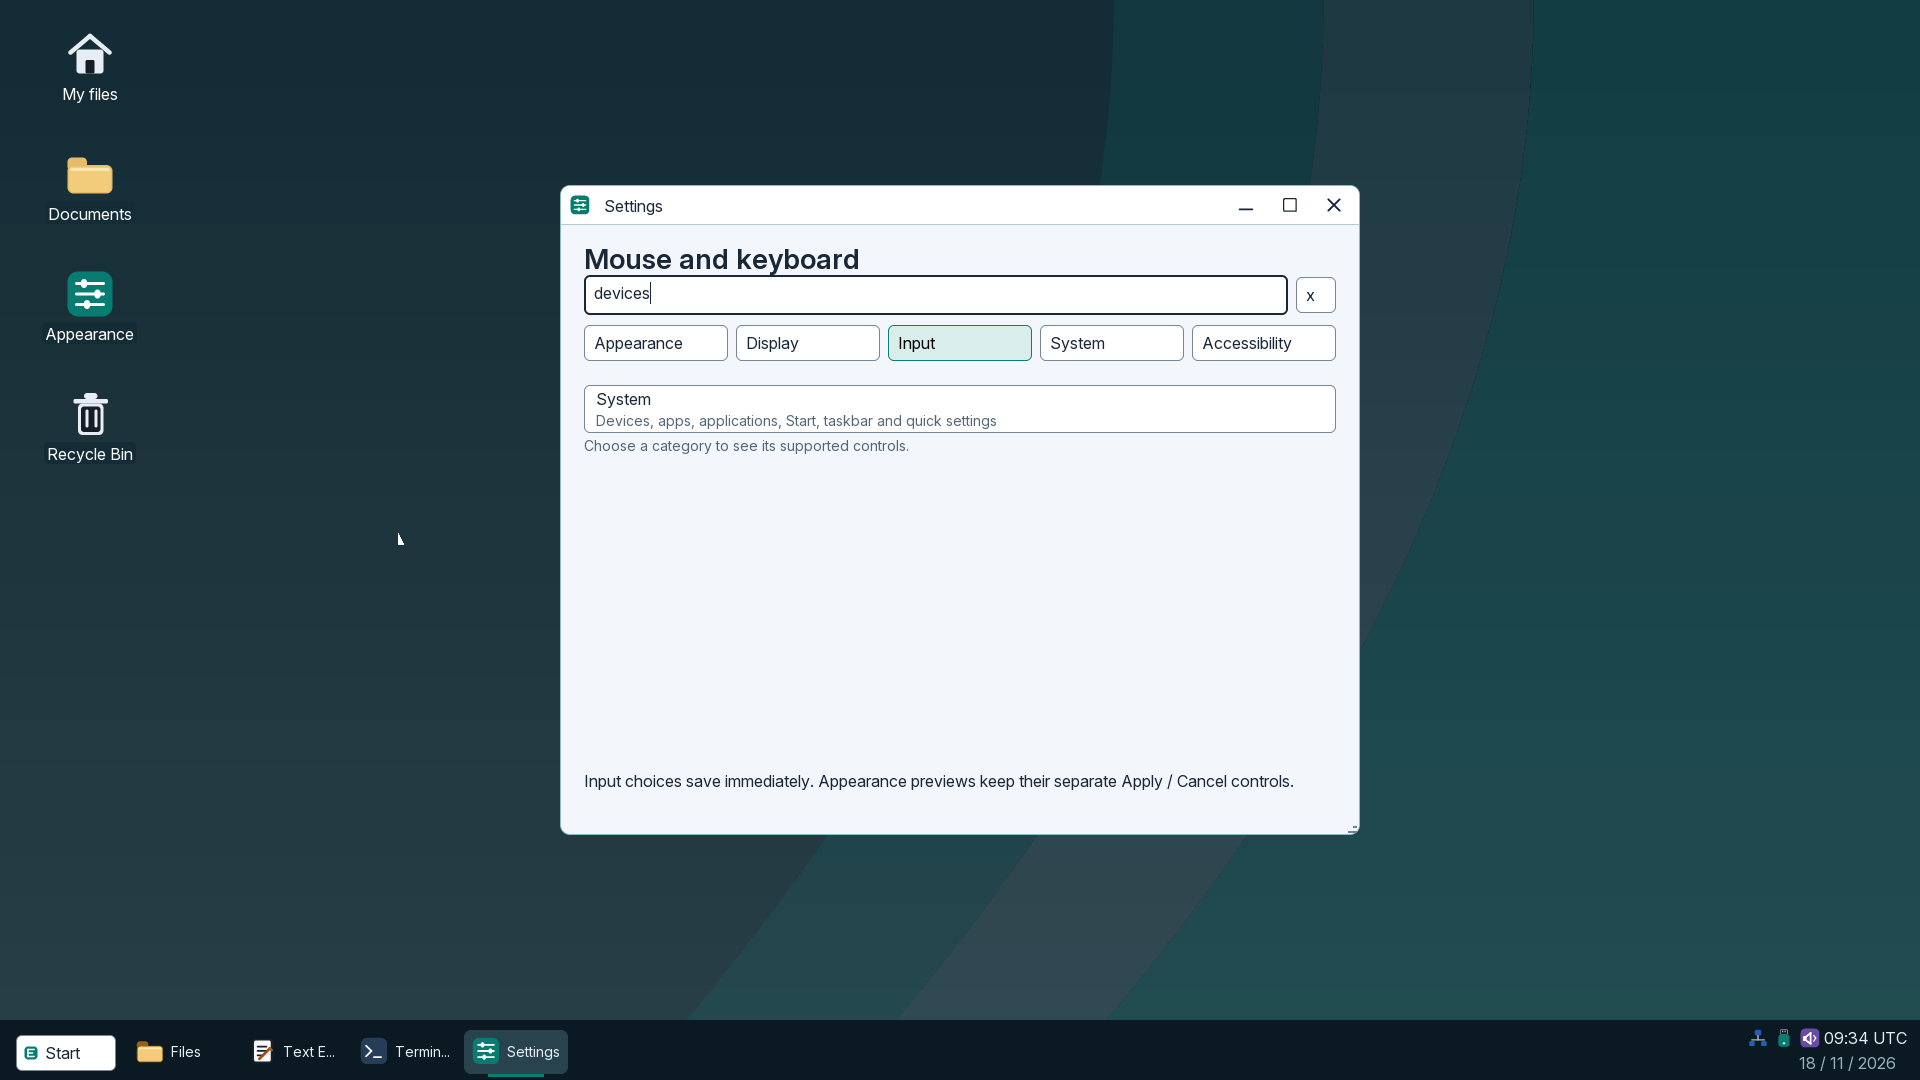 My files
Documents
Appearance
Recycle Bin
Settings
Mouse and keyboard
devices
x
Appearance
Display
Input
System
Accessibility
System
Devices, apps, applications, Start, taskbar and quick settings
Choose a category to see its supported controls.
Input choices save immediately. Appearance previews keep their separate Apply / Cancel controls.
Start
Files
Text E...
Termin...
Settings
09:34 UTC
18 / 11 / 2026